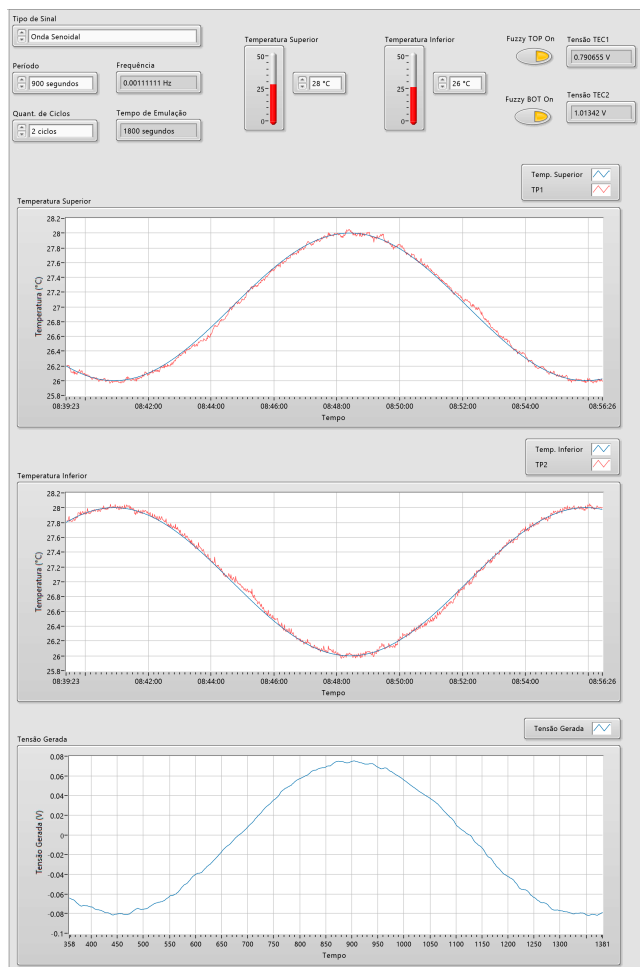 Tipo de Sinal
Onda Senoidal
Período
900 segundos
Frequência
0.00111111 Hz
Quant. de Ciclos
2 ciclos
Tempo de Emulação
1800 segundos
Temperatura Superior
50
25
0
28 °C
Temperatura Inferior
50
25
0
26 °C
Fuzzy TOP On
Tensão TEC1
0.790655 V
Fuzzy BOT On
Tensão TEC2
1.01342 V
Temp. Superior
TP1
Temperatura Superior
Temperatura (°C)
28.2
28
27.8
27.6
27.4
27.2
27
26.8
26.6
26.4
26.2
26
25.8
08:39:23 08:42:00 08:44:00 08:46:00 08:48:00 08:50:00 08:52:00 08:54:00 08:56:26
Tempo
Temp. Inferior
TP2
Temperatura Inferior
Temperatura (°C)
28.2
28
27.8
27.6
27.4
27.2
27
26.8
26.6
26.4
26.2
26
25.8
08:39:23 08:42:00 08:44:00 08:46:00 08:48:00 08:50:00 08:52:00 08:54:00 08:56:26
Tempo
Tensão Gerada
Tensão Gerada
Tensão Gerada (V)
0.08
0.06
0.04
0.02
0
-0.02
-0.04
-0.06
-0.08
-0.1
358 400 450 500 550 600 650 700 750 800 850 900 950 1000 1050 1100 1150 1200 1250 1300 1381
Tempo